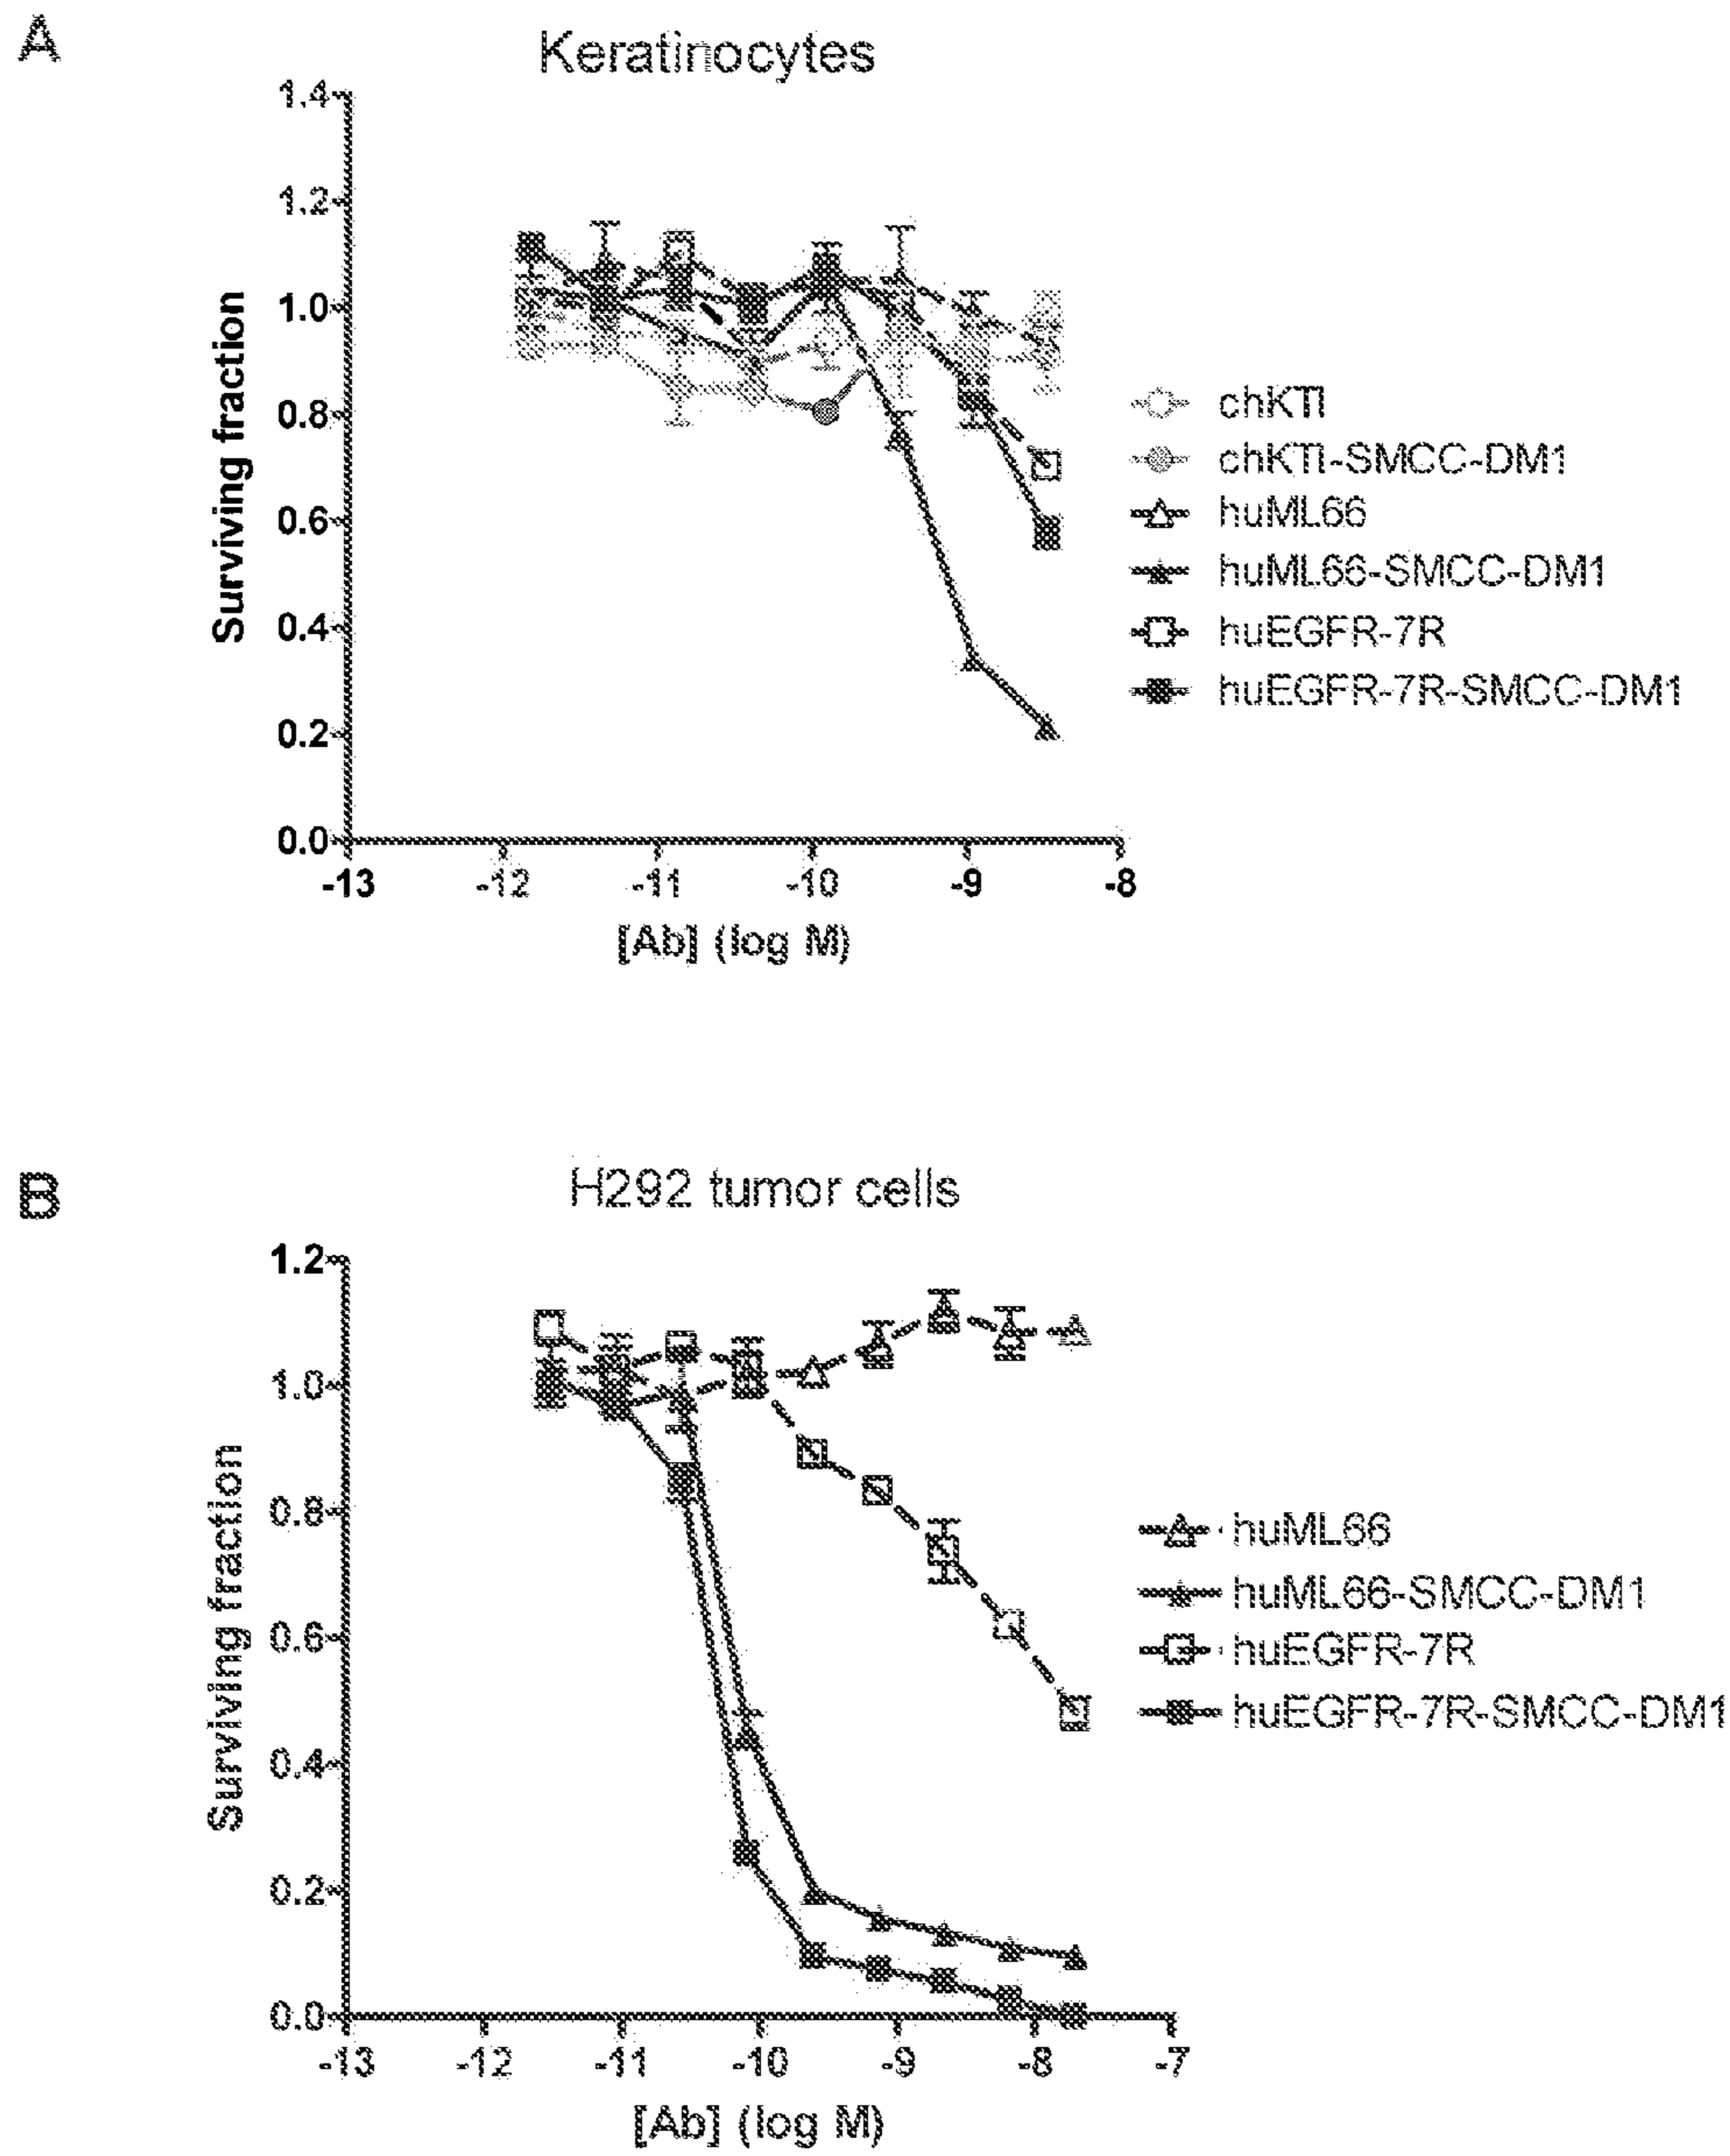 A
Keratinocytes
1.4
1.2
1.0
0.8
0.6
0.4
0.2
0.0
Surviving fraction
-13 -12 -11 -10 -9 -8
[Ab] (log M)
chKTI
chKTI-SMCC-DM1
huML66
huML66-SMCC-DM1
huEGFR-7R
huEGFR-7R-SMCC-DM1
B
H292 tumor cells
1.2
1.0
0.8
0.6
0.4
0.2
0.0
Surviving fraction
-13 -12 -11 -10 -9 -8 -7
[Ab] (log M)
huML66
huML66-SMCC-DM1
huEGFR-7R
huEGFR-7R-SMCC-DM1